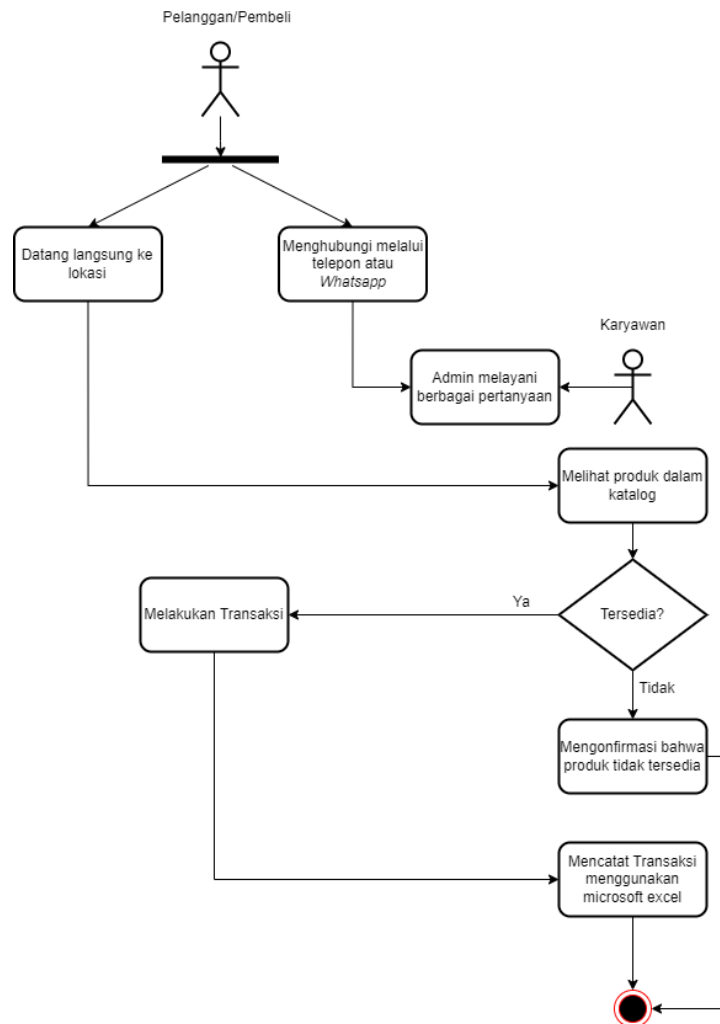 Pelanggan/Pembeli
Datang langsung ke
lokasi
Menghubungi melalui
telepon atau
Whatsapp
Karyawan
Admin melayani
berbagai pertanyaan
Melihat produk dalam
katalog
Tersedia?
Ya
Melakukan Transaksi
Tidak
Mengonfirmasi bahwa
produk tidak tersedia
Mencatat Transaksi
menggunakan
microsoft excel